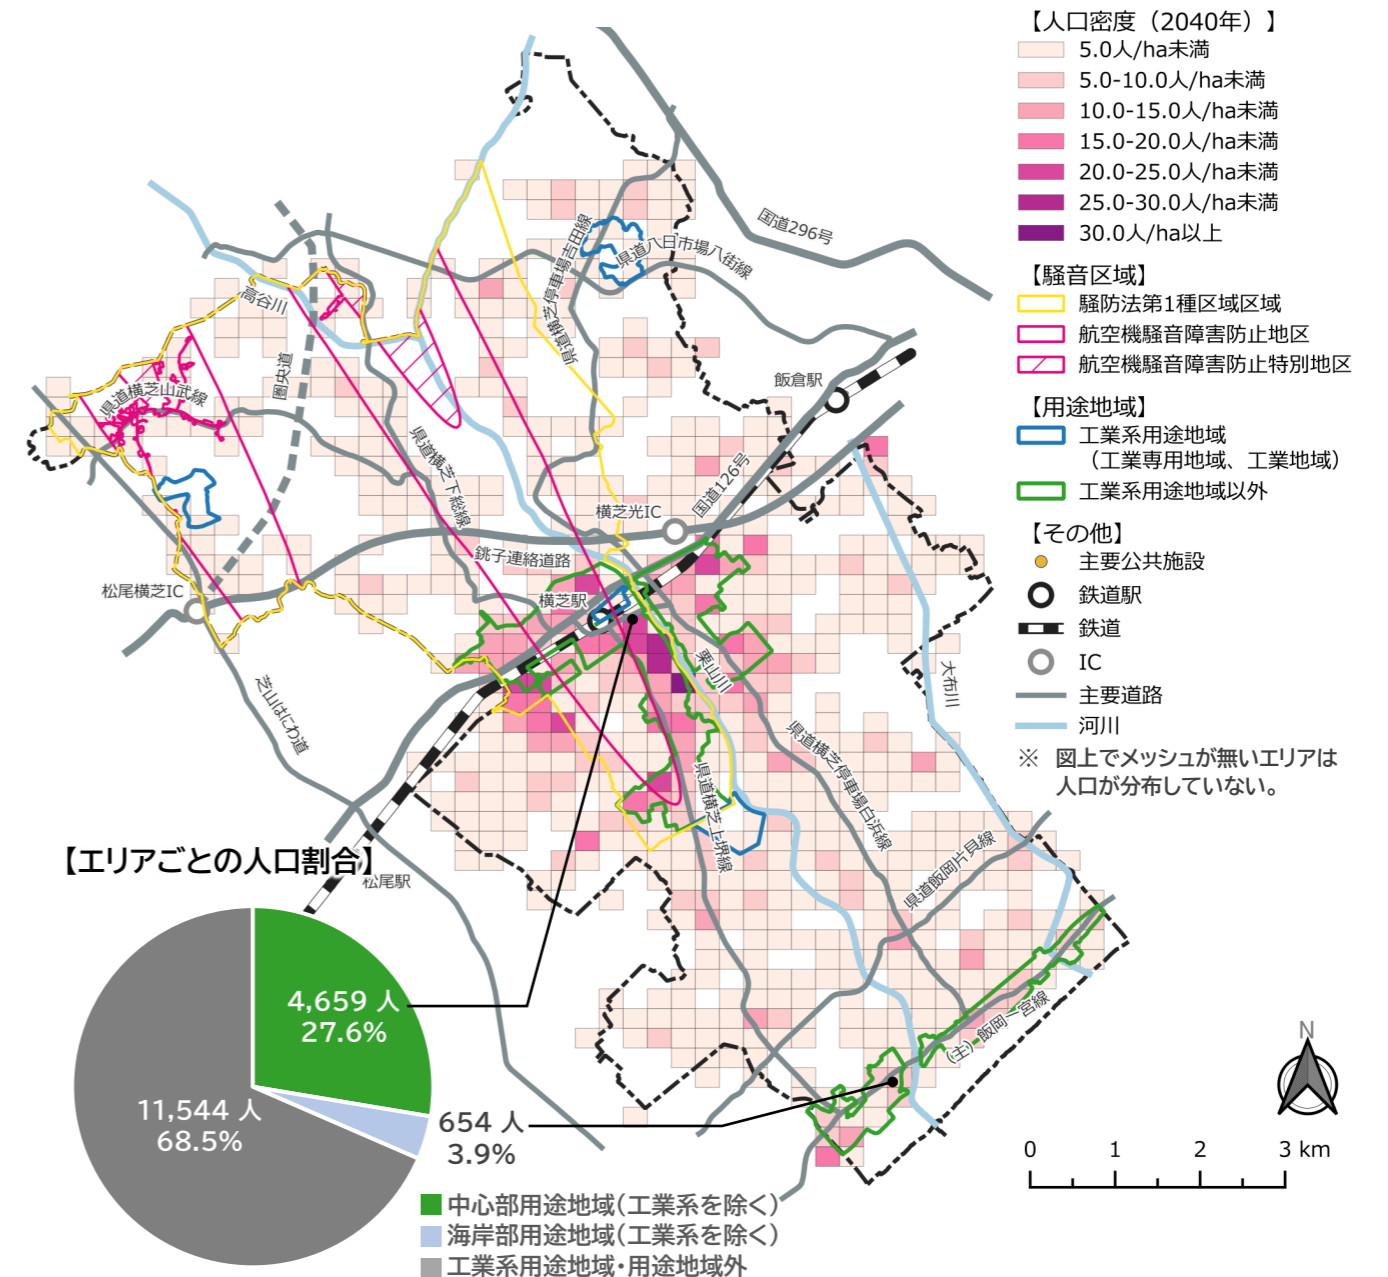 【人口密度（2040年）】
5.0人/ha未満
5.0-10.0人/ha未満
10.0-15.0人/ha未満
15.0-20.0人/ha未満
20.0-25.0人/ha未満
25.0-30.0人/ha未満
30.0人/ha以上
【騒音区域】
騒防法第1種区域区域
航空機騒音障害防止地区
航空機騒音障害防止特別地区
【用途地域】
工業系用途地域
（工業専用地域、工業地域）
工業系用途地域以外
【その他】
主要公共施設
鉄道駅
鉄道
IC
主要道路
河川
※ 図上でメッシュが無いエリアは
人口が分布していない。
国道296号
県道八日市場八街線
県道横芝停車場吉田線
高谷川
圏央道
県道横芝山武線
飯倉駅
県道横芝下総線
国道126号
横芝光IC
銚子連絡道路
松尾横芝IC
横芝駅
栗山川
大布川
芝山はにわ道
県道横芝停車場白浜線
県道横芝上堺線
県道飯岡片貝線
松尾駅
（主）飯岡一宮線
【エリアごとの人口割合】
4,659 人
27.6%
11,544 人
68.5%
654 人
3.9%
中心部用途地域（工業系を除く）
海岸部用途地域（工業系を除く）
工業系用途地域・用途地域外
N
0 1 2 3 km